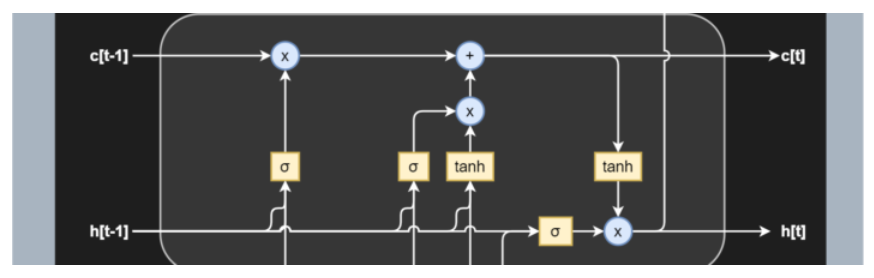 c[t-1] x + c[t]
x
σ σ tanh tanh
h[t-1] σ x h[t]